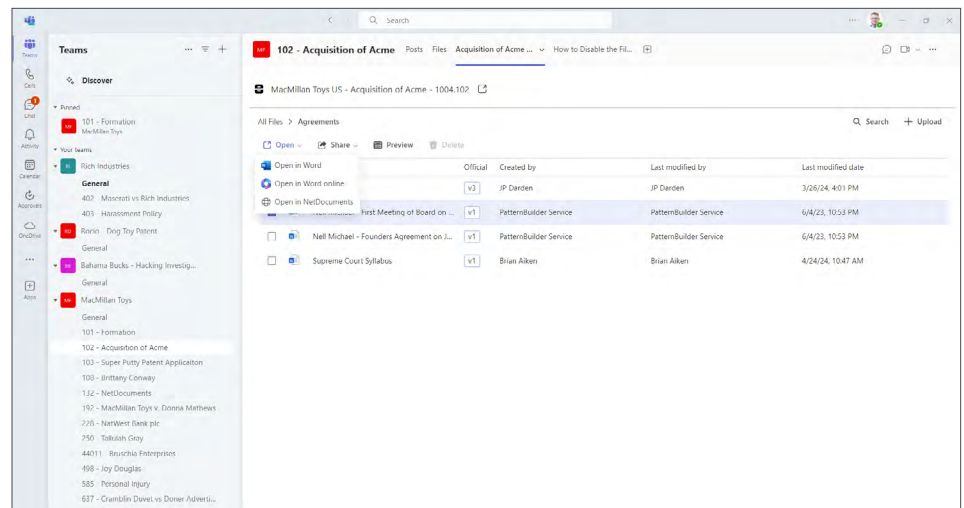 Search
Teams
Calls
Chat
1
Activity
Calendar
Approvals
OneDrive
Apps
Teams
Discover
Pinned
MF
101 - Formation
MacMillan Toys
Your teams
RI
Rich Industries
General
402 - Maserati vs Rich Industries
403 - Harassment Policy
RO
Rocio - Dog Toy Patent
General
Bahama Bucks - Hacking Investig...
General
MF
MacMillan Toys
General
101 - Formation
102 - Acquisition of Acme
103 - Super Putty Patent Applicaiton
108 - Brittany Conway
132 - NetDocuments
192 - MacMillan Toys v. Donna Mathews
228 - NatWest Bank plc
250 - Tallulah Gray
44011 - Bruschia Enterprises
498 - Joy Douglas
585 - Personal Injury
637 - Cramblin Duvet vs Doner Adverti...
MF
102 - Acquisition of Acme Posts Files Acquisition of Acme ... How to Disable the Fil...
MacMillan Toys US - Acquisition of Acme - 1004.102
All Files > Agreements Search + Upload
Open Share Preview Delete
Open in Word
Open in Word online
Open in NetDocuments
Official Created by Last modified by Last modified date
v3 JP Darden JP Darden 3/26/24, 4:01 PM
First Meeting of Board on ... v1 PatternBuilder Service PatternBuilder Service 6/4/23, 10:53 PM
Nell Michael - Founders Agreement on J... v1 PatternBuilder Service PatternBuilder Service 6/4/23, 10:53 PM
Supreme Court Syllabus v1 Brian Aiken Brian Aiken 4/24/24, 10:47 AM